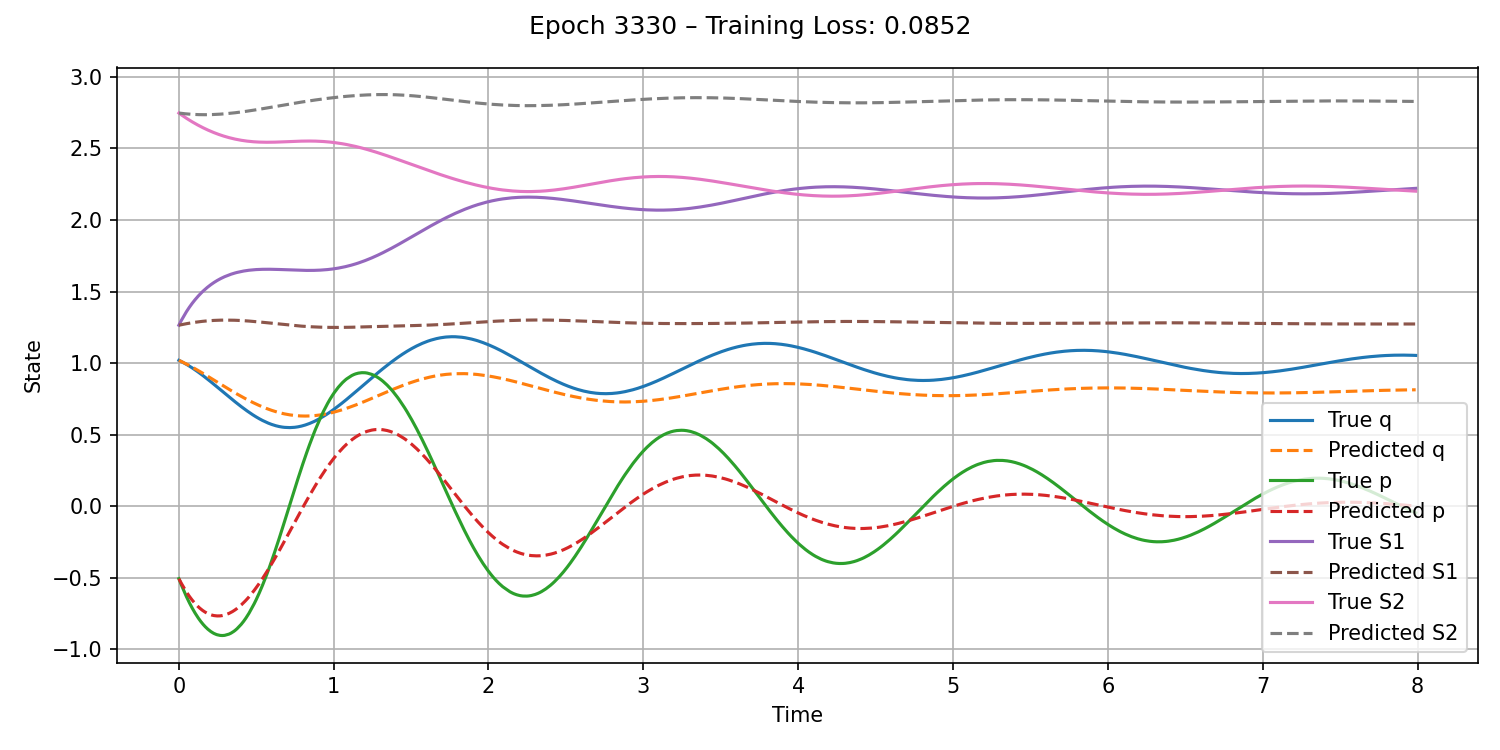 Epoch 3330 – Training Loss: 0.0852
3.0
2.5
2.0
1.5
1.0
0.5
0.0
−0.5
−1.0
State
0 1 2 3 4 5 6 7 8
Time
True q
Predicted q
True p
Predicted p
True S1
Predicted S1
True S2
Predicted S2